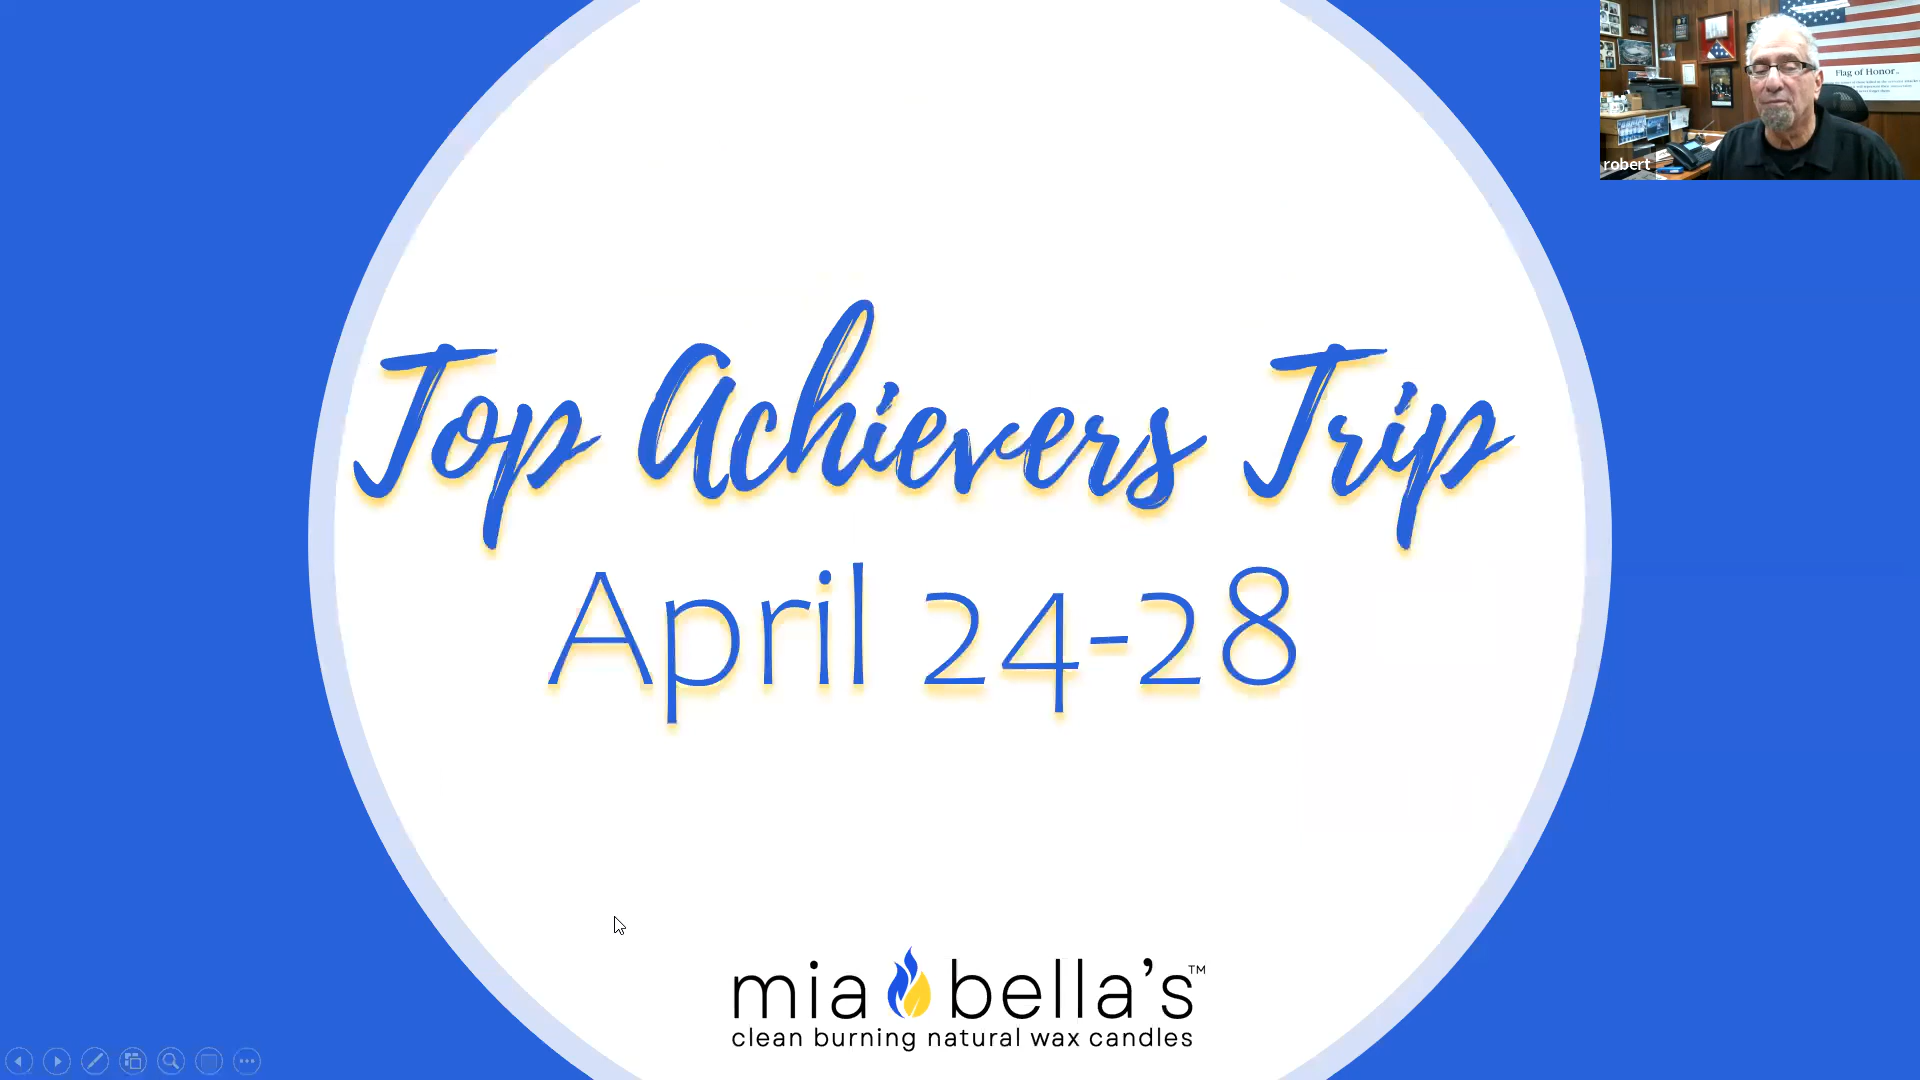 Top Achievers Trip
April 24-28
mia bella's™
clean burning natural wax candles
Flag of Honor
robert